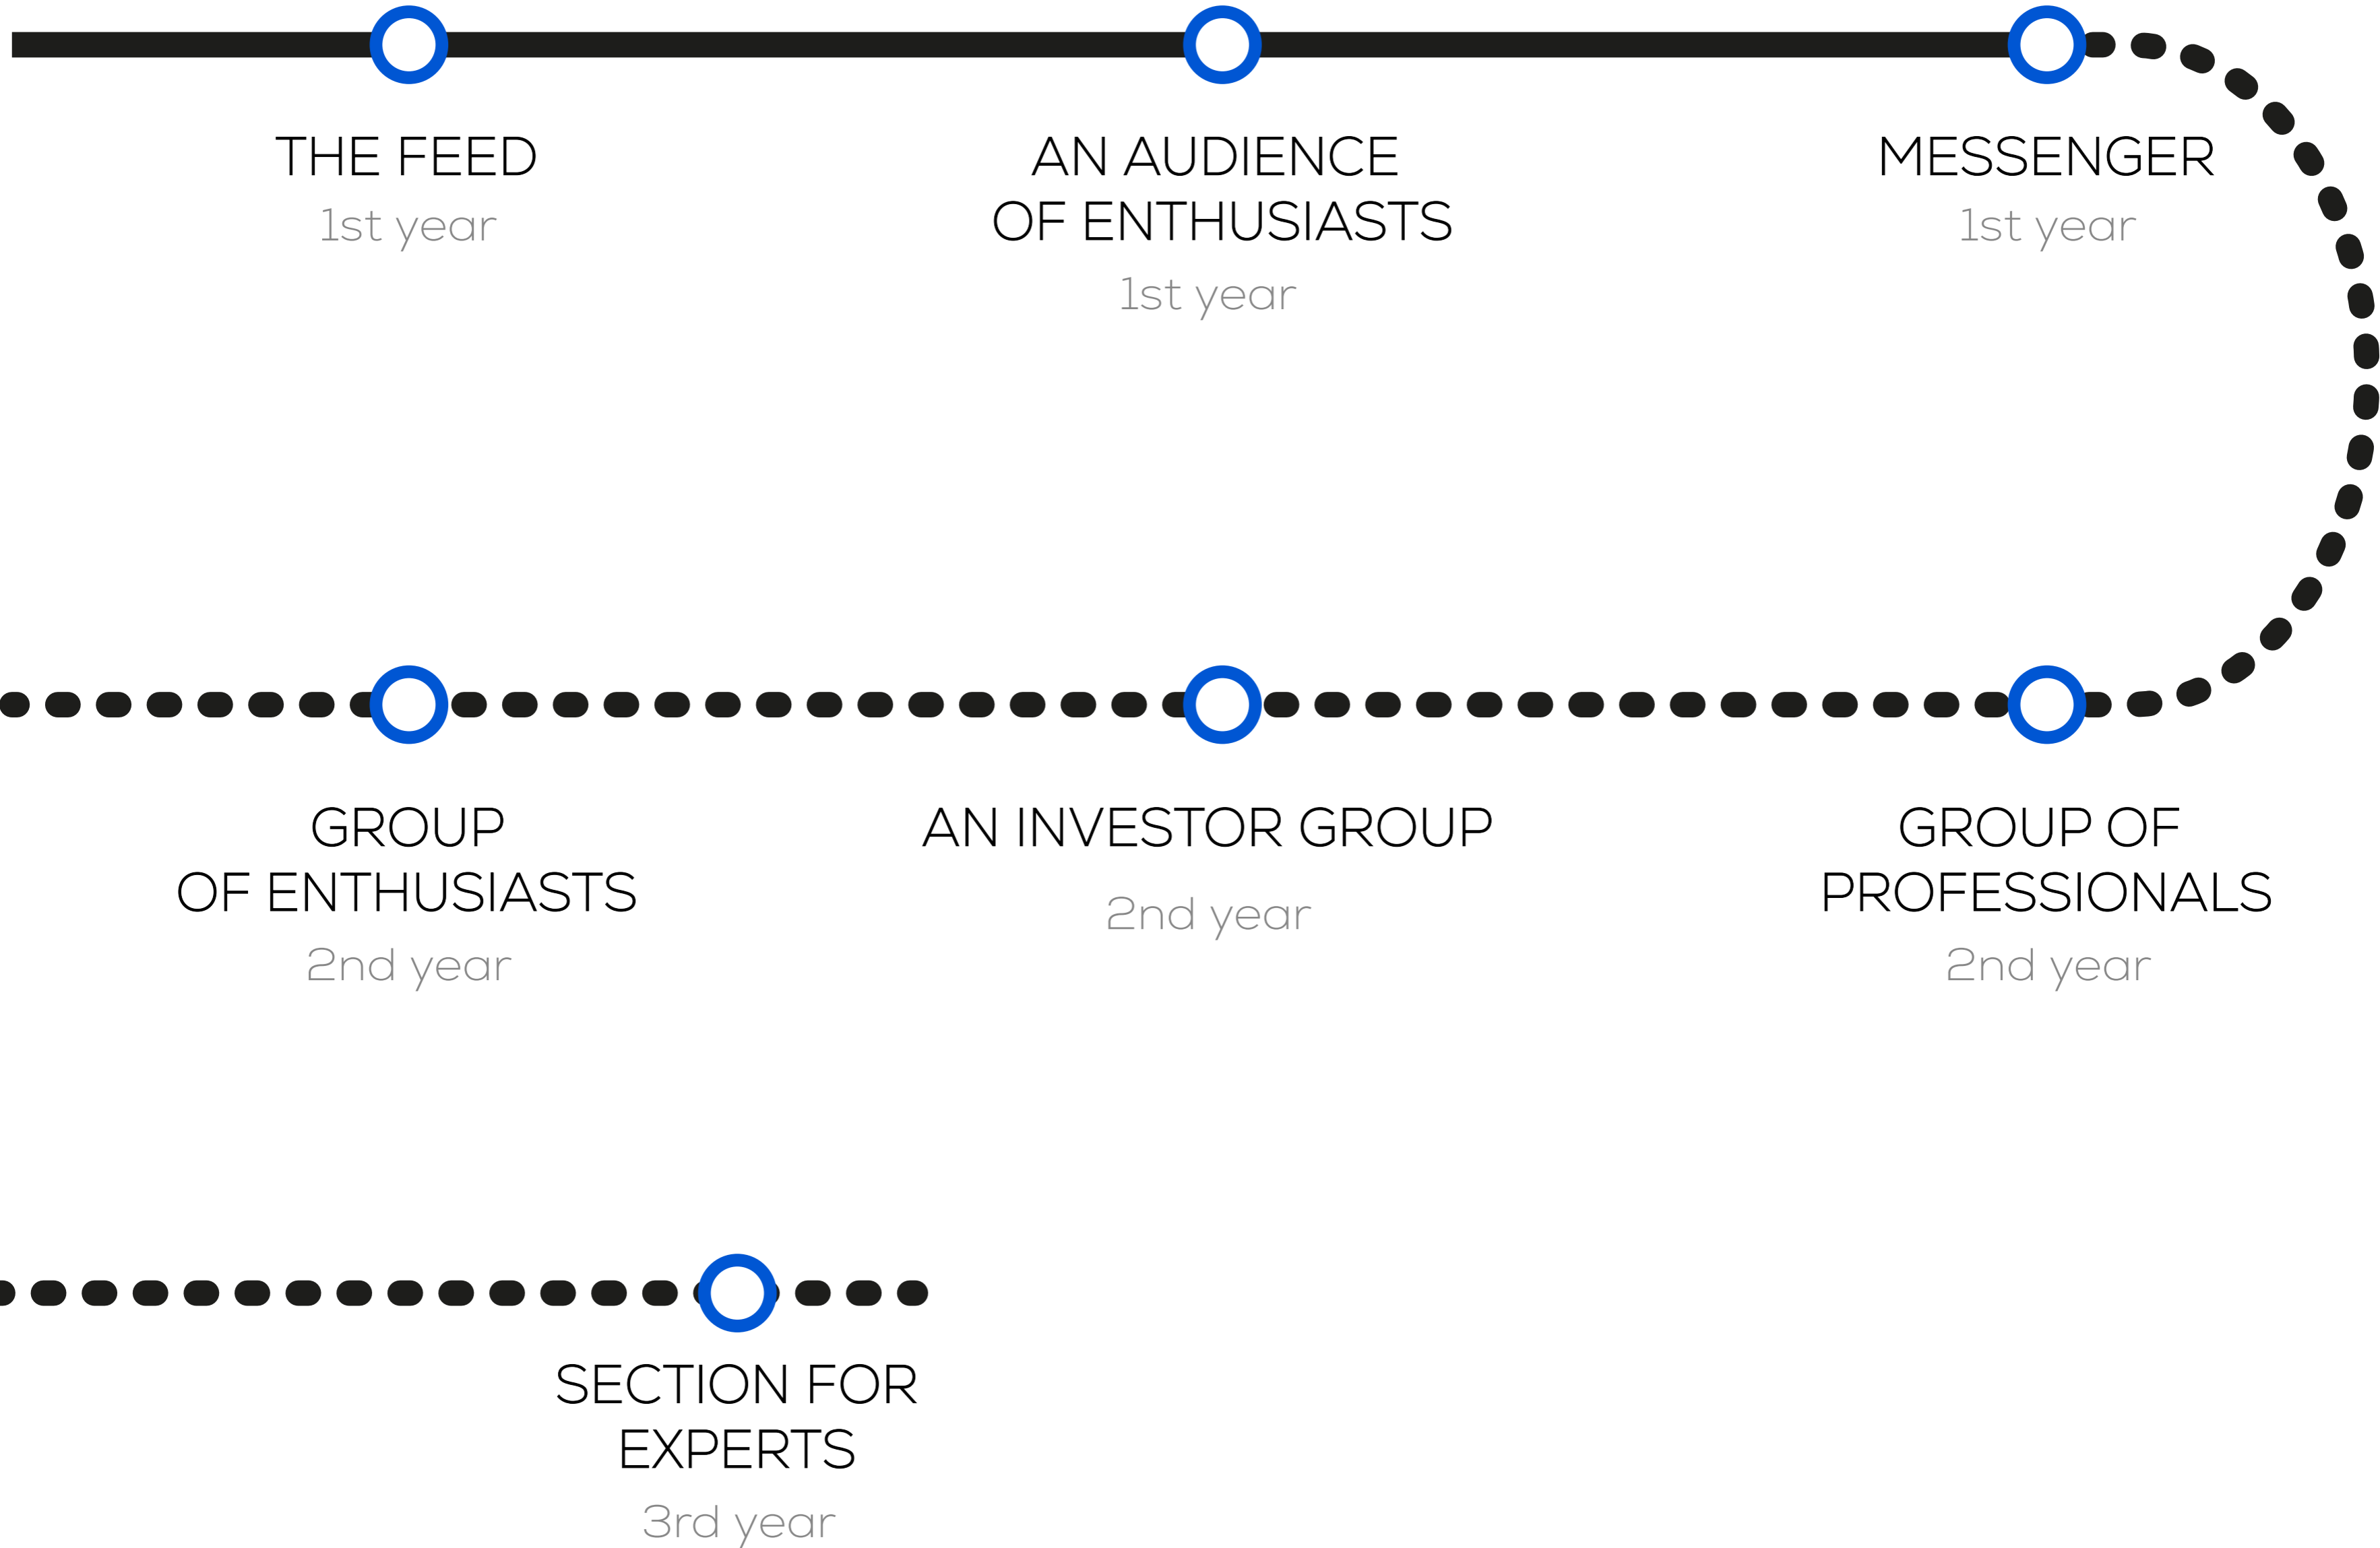 THE FEED
1st year
AN AUDIENCE
OF ENTHUSIASTS
1st year
MESSENGER
1st year
GROUP
OF ENTHUSIASTS
2nd year
AN INVESTOR GROUP
2nd year
GROUP OF
PROFESSIONALS
2nd year
SECTION FOR
EXPERTS
3rd year